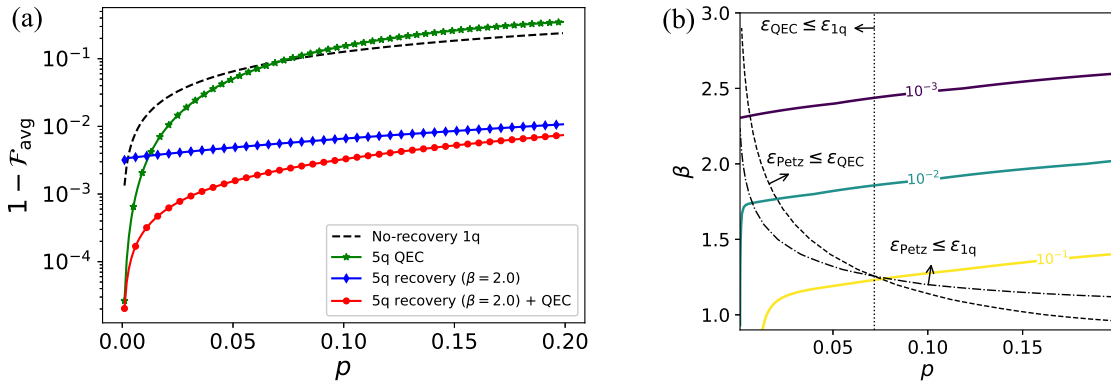 (a)
10⁻¹
10⁻²
10⁻³
10⁻⁴
1 − 𝓕avg
0.00 0.05 0.10 0.15 0.20
p
No-recovery 1q
5q QEC
5q recovery (β = 2.0)
5q recovery (β = 2.0) + QEC
(b)
3.0
2.5
2.0
1.5
1.0
β
εQEC ≤ ε1q
10⁻³
εPetz ≤ εQEC
10⁻²
εPetz ≤ ε1q
10⁻¹
0.05 0.10 0.15
p